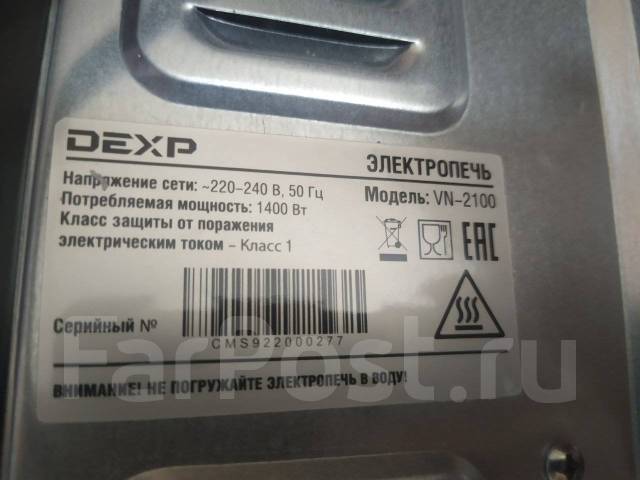 DEXP
ЭЛЕКТРОПЕЧЬ
Напряжение сети: ~220-240 В, 50 Гц
Модель: VN-2100
Потребляемая мощность: 1400 Вт
Класс защиты от поражения
электрическим током – Класс 1
EAC
Серийный №
CMS922000277
ВНИМАНИЕ! НЕ ПОГРУЖАЙТЕ ЭЛЕКТРОПЕЧЬ В ВОДУ!
FarPost.ru